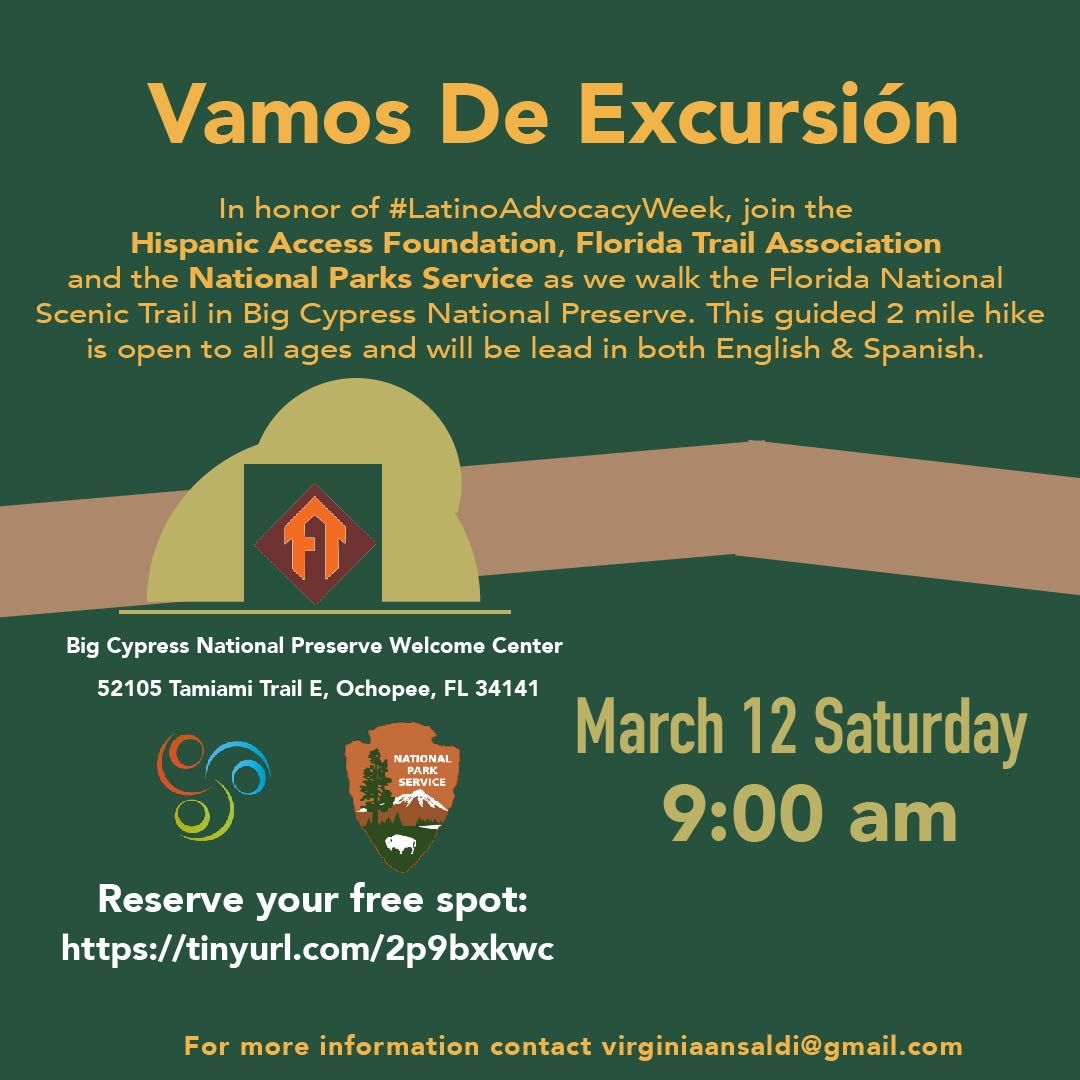 Vamos De Excursión
In honor of #LatinoAdvocacyWeek, join the
Hispanic Access Foundation, Florida Trail Association
and the National Parks Service as we walk the Florida National
Scenic Trail in Big Cypress National Preserve. This guided 2 mile hike
is open to all ages and will be lead in both English & Spanish.
FT
Big Cypress National Preserve Welcome Center
52105 Tamiami Trail E, Ochopee, FL 34141
NATIONAL
PARK
SERVICE
March 12 Saturday
9:00 am
Reserve your free spot:
https://tinyurl.com/2p9bxkwc
For more information contact virginiaansaldi@gmail.com